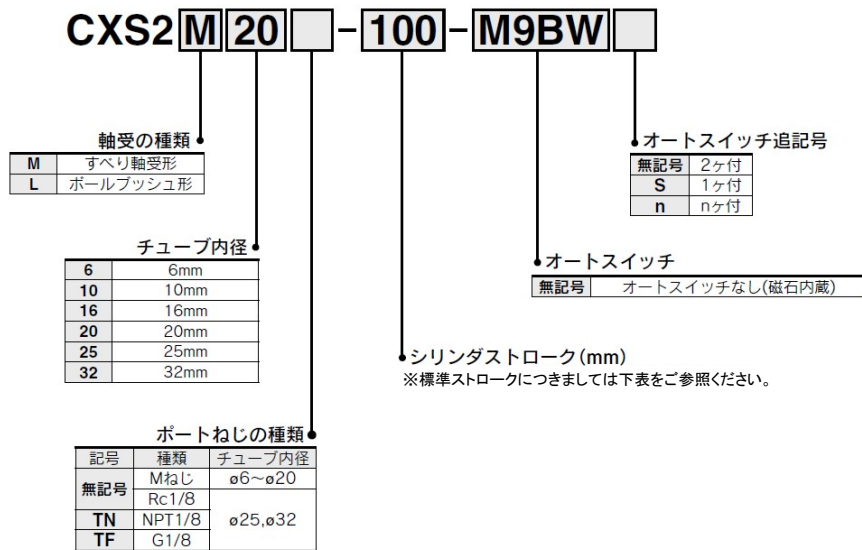 CXS2 M 20 - 100 - M9BW
軸受の種類
M すべり軸受形
L ボールブッシュ形
オートスイッチ追記号
無記号 2ヶ付
S 1ヶ付
n nヶ付
チューブ内径
6 6mm
10 10mm
16 16mm
20 20mm
25 25mm
32 32mm
オートスイッチ
無記号 オートスイッチなし(磁石内蔵)
シリンダストローク(mm)
※標準ストロークにつきましては下表をご参照ください。
ポートねじの種類
記号 種類 チューブ内径
無記号 Mねじ ø6～ø20
Rc1/8
TN NPT1/8 ø25,ø32
TF G1/8